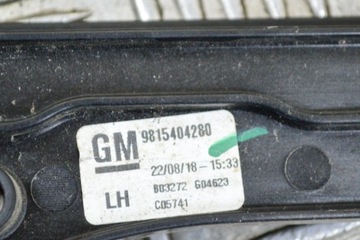 GM 9815404280
22/08/18-15:33
LH B03272 G04623
C05741